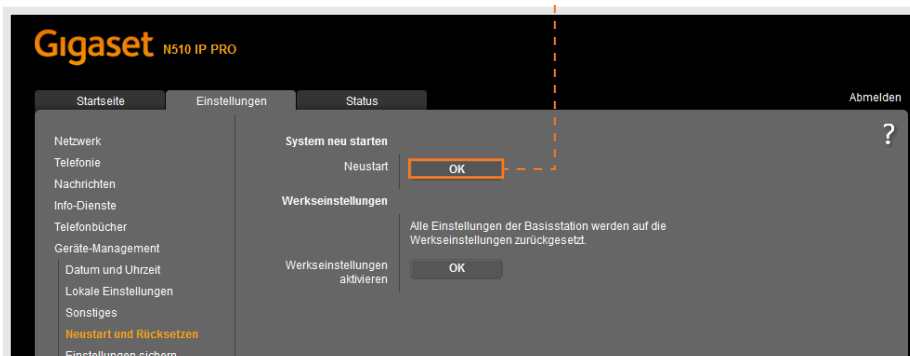 Gigaset N510 IP PRO
Startseite Einstellungen Status Abmelden
?
Netzwerk
Telefonie
Nachrichten
Info-Dienste
Telefonbücher
Geräte-Management
Datum und Uhrzeit
Lokale Einstellungen
Sonstiges
Neustart und Rücksetzen
Einstellungen sichern
System neu starten
Neustart OK
Werkseinstellungen
Alle Einstellungen der Basisstation werden auf die
Werkseinstellungen zurückgesetzt.
Werkseinstellungen
aktivieren
OK